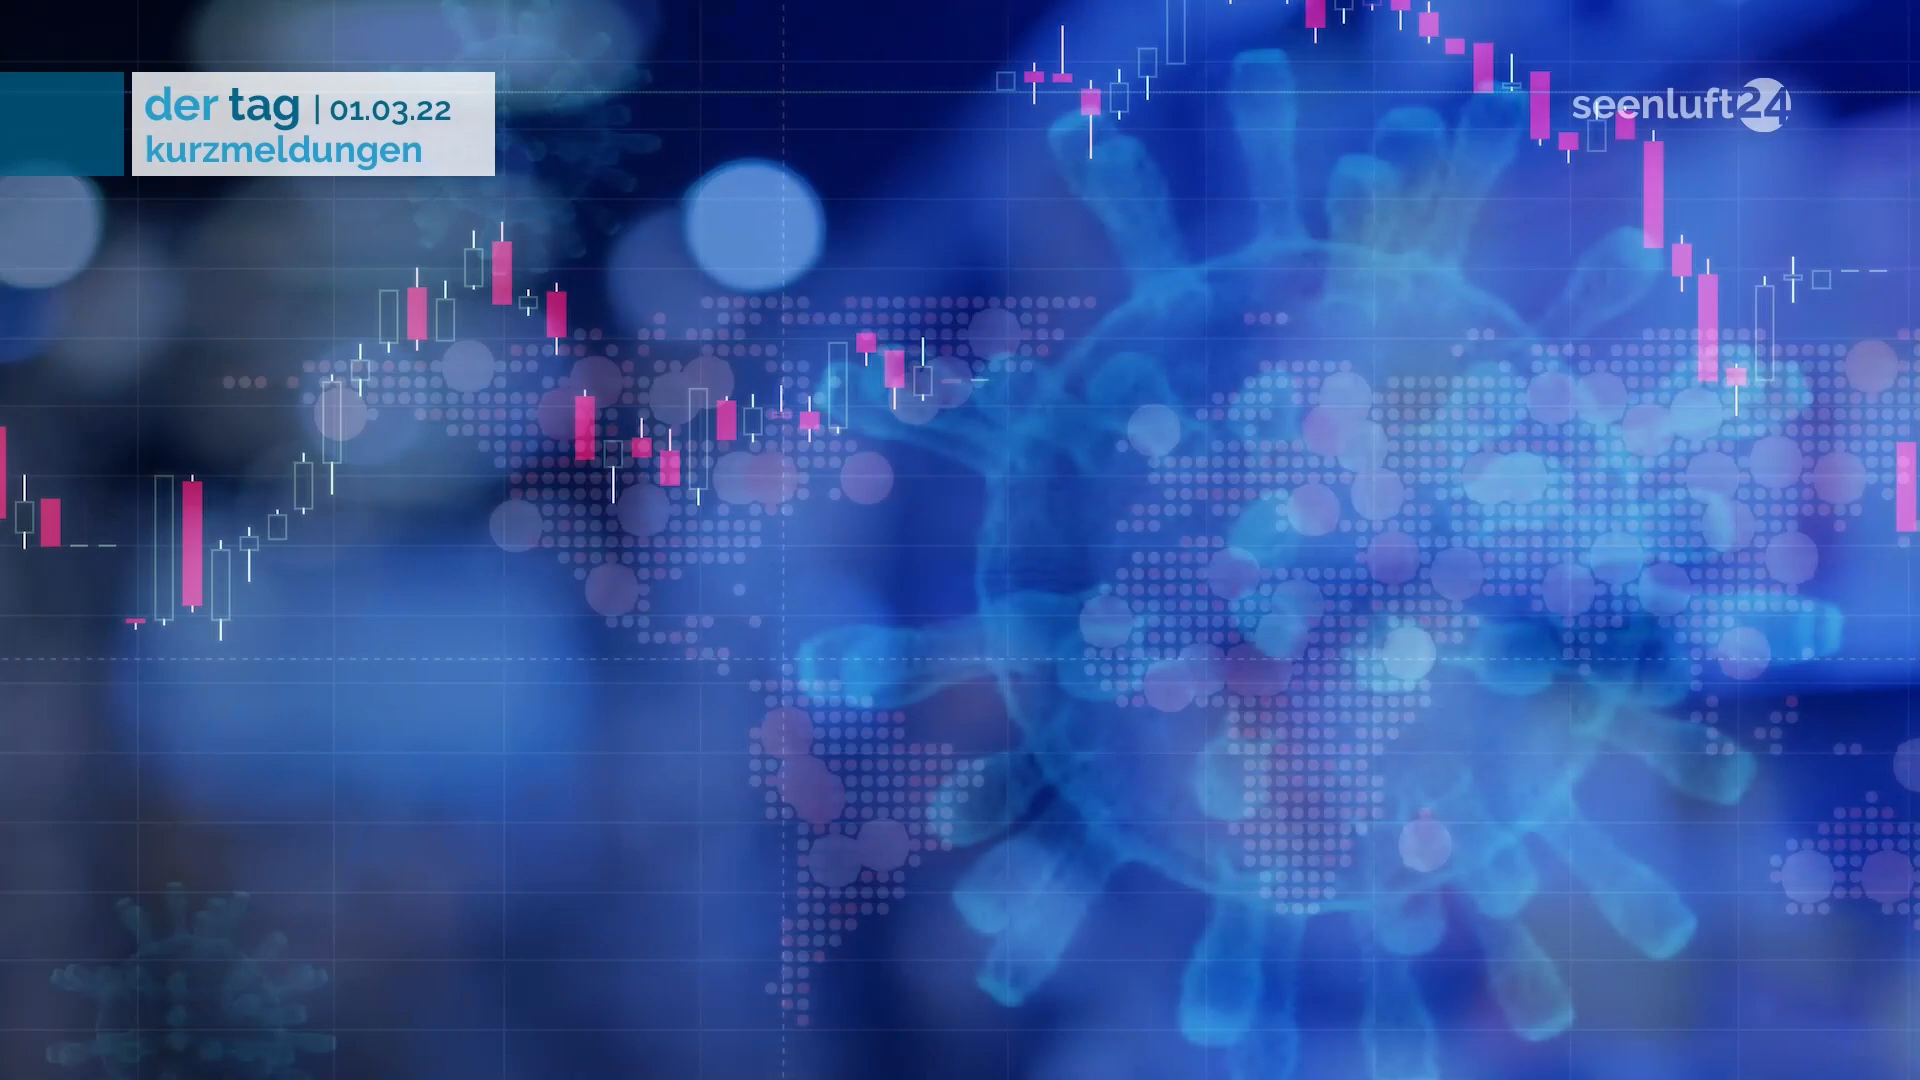 der tag | 01.03.22
kurzmeldungen
seenluft24